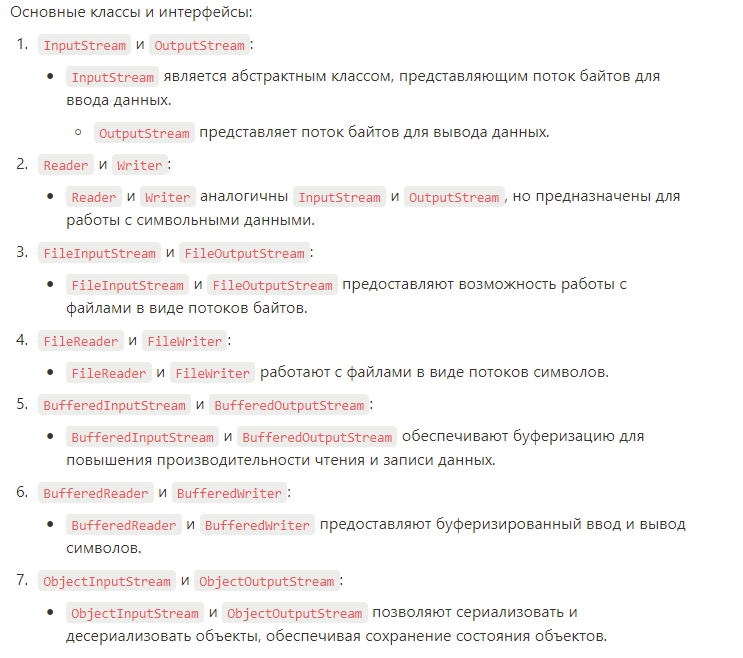 Основные классы и интерфейсы:
1. InputStream и OutputStream:
• InputStream является абстрактным классом, представляющим поток байтов для
ввода данных.
◦ OutputStream представляет поток байтов для вывода данных.
2. Reader и Writer:
• Reader и Writer аналогичны InputStream и OutputStream, но предназначены для
работы с символьными данными.
3. FileInputStream и FileOutputStream:
• FileInputStream и FileOutputStream предоставляют возможность работы с
файлами в виде потоков байтов.
4. FileReader и FileWriter:
• FileReader и FileWriter работают с файлами в виде потоков символов.
5. BufferedInputStream и BufferedOutputStream:
• BufferedInputStream и BufferedOutputStream обеспечивают буферизацию для
повышения производительности чтения и записи данных.
6. BufferedReader и BufferedWriter:
• BufferedReader и BufferedWriter предоставляют буферизированный ввод и вывод
символов.
7. ObjectInputStream и ObjectOutputStream:
• ObjectInputStream и ObjectOutputStream позволяют сериализовать и
десериализовать объекты, обеспечивая сохранение состояния объектов.